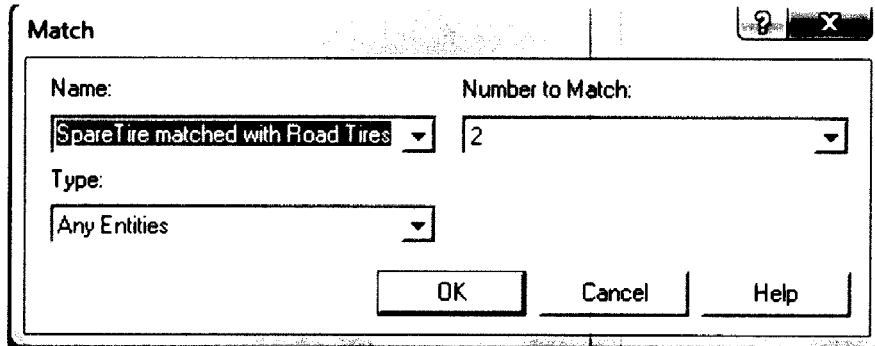 Match
? X
Name: Number to Match:
SpareTire matched with Road Tires 2
Type:
Any Entities
OK Cancel Help